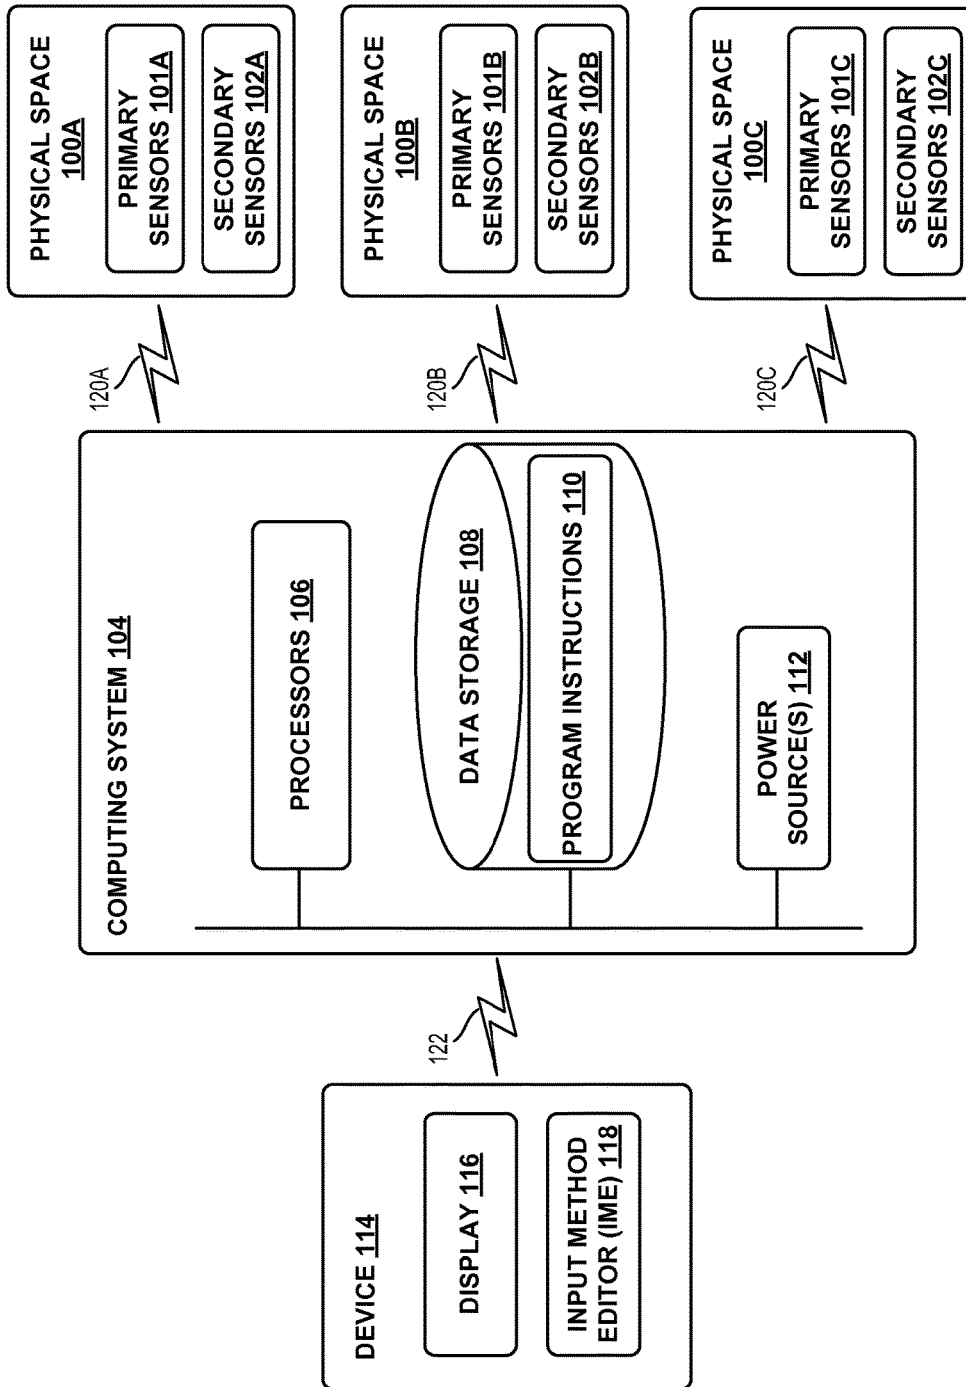 PHYSICAL SPACE
100A
PRIMARY
SENSORS 101A
SECONDARY
SENSORS 102A
PHYSICAL SPACE
100B
PRIMARY
SENSORS 101B
SECONDARY
SENSORS 102B
PHYSICAL SPACE
100C
PRIMARY
SENSORS 101C
SECONDARY
SENSORS 102C
120A
120B
120C
COMPUTING SYSTEM 104
PROCESSORS 106
DATA STORAGE 108
PROGRAM INSTRUCTIONS 110
POWER
SOURCE(S) 112
122
DEVICE 114
DISPLAY 116
INPUT METHOD
EDITOR (IME) 118